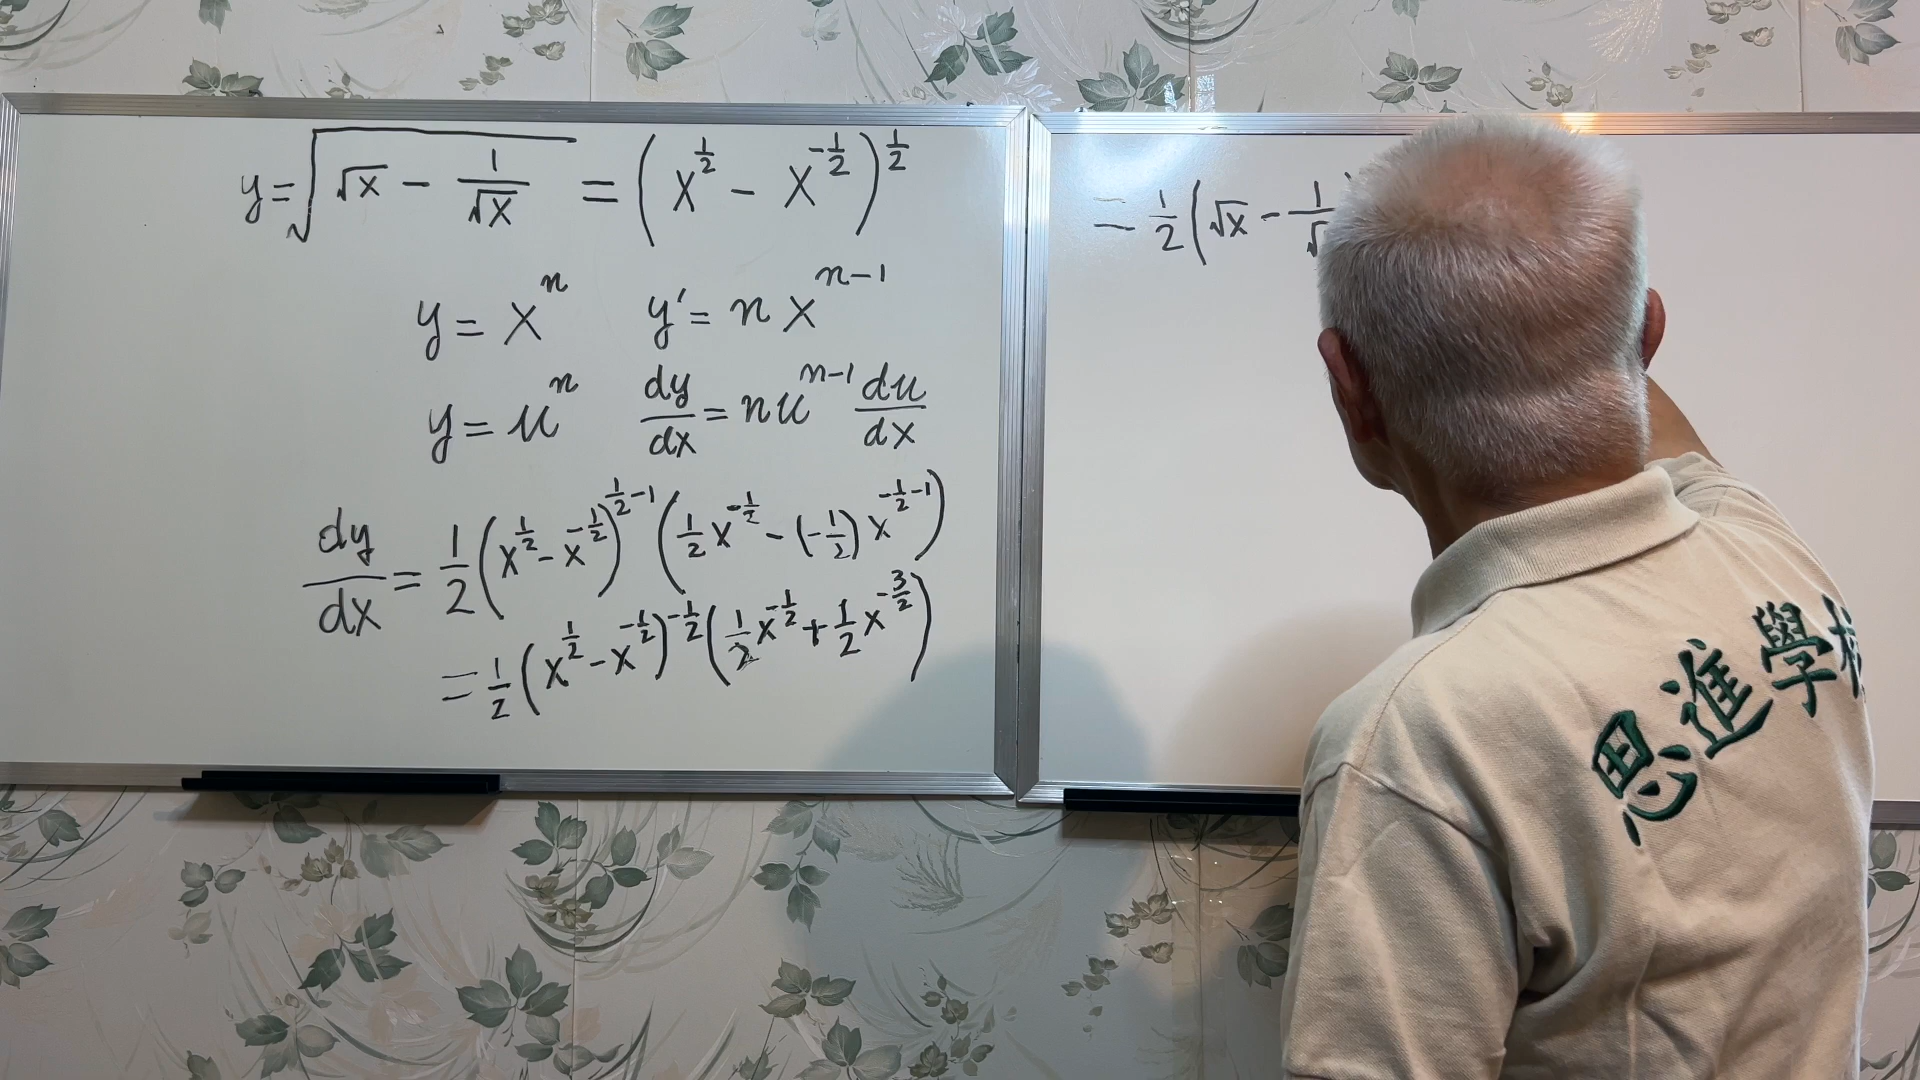 y = √(√x − 1/√x) = (x^{1/2} − x^{-1/2})^{1/2}
y = x^n y' = n x^{n−1}
y = u^n dy/dx = n u^{n−1} du/dx
dy/dx = 1/2 (x^{1/2} − x^{-1/2})^{1/2 − 1} (1/2 x^{-1/2} − (−1/2) x^{-1/2 − 1})
= 1/2 (x^{1/2} − x^{-1/2})^{-1/2} (1/2 x^{-1/2} + 1/2 x^{-3/2})
= 1/2 (√x − 1/√
思進學